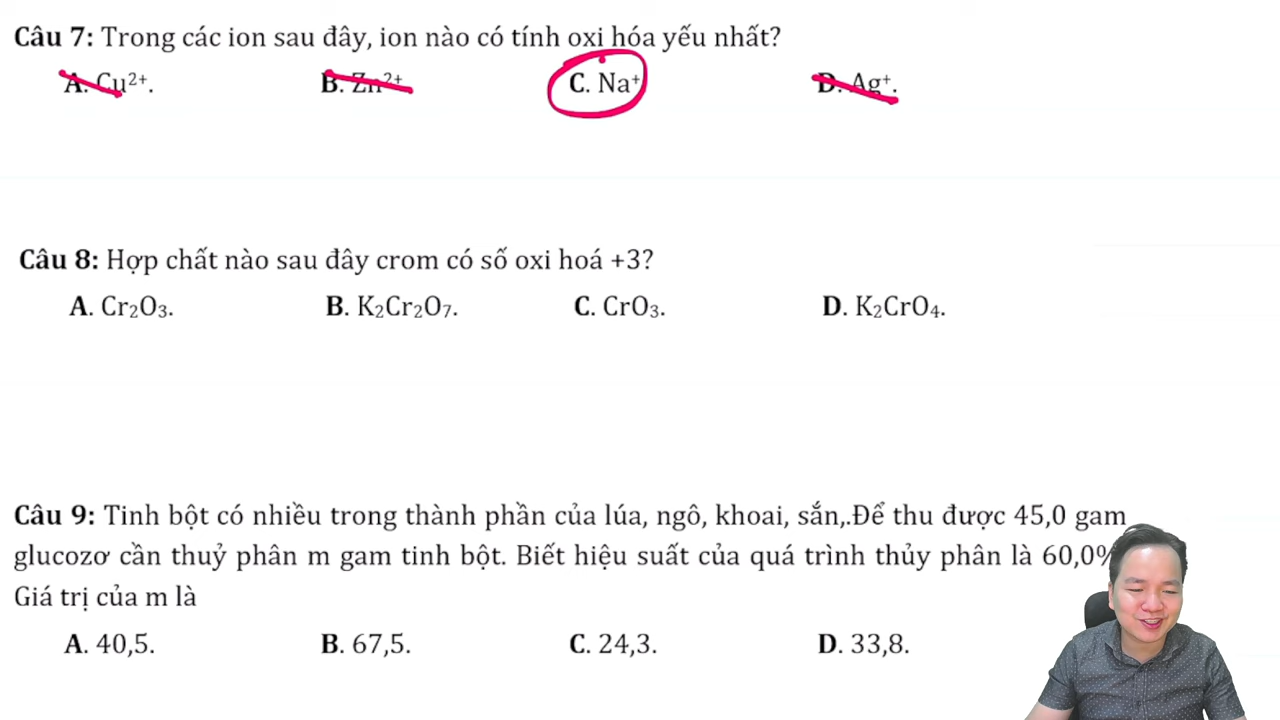 Câu 7: Trong các ion sau đây, ion nào có tính oxi hóa yếu nhất?
A. Cu²⁺. B. Zn²⁺. C. Na⁺ D. Ag⁺.
Câu 8: Hợp chất nào sau đây crom có số oxi hoá +3?
A. Cr₂O₃. B. K₂Cr₂O₇. C. CrO₃. D. K₂CrO₄.
Câu 9: Tinh bột có nhiều trong thành phần của lúa, ngô, khoai, sắn,.Để thu được 45,0 gam
glucozơ cần thuỷ phân m gam tinh bột. Biết hiệu suất của quá trình thủy phân là 60,0%
Giá trị của m là
A. 40,5. B. 67,5. C. 24,3. D. 33,8.